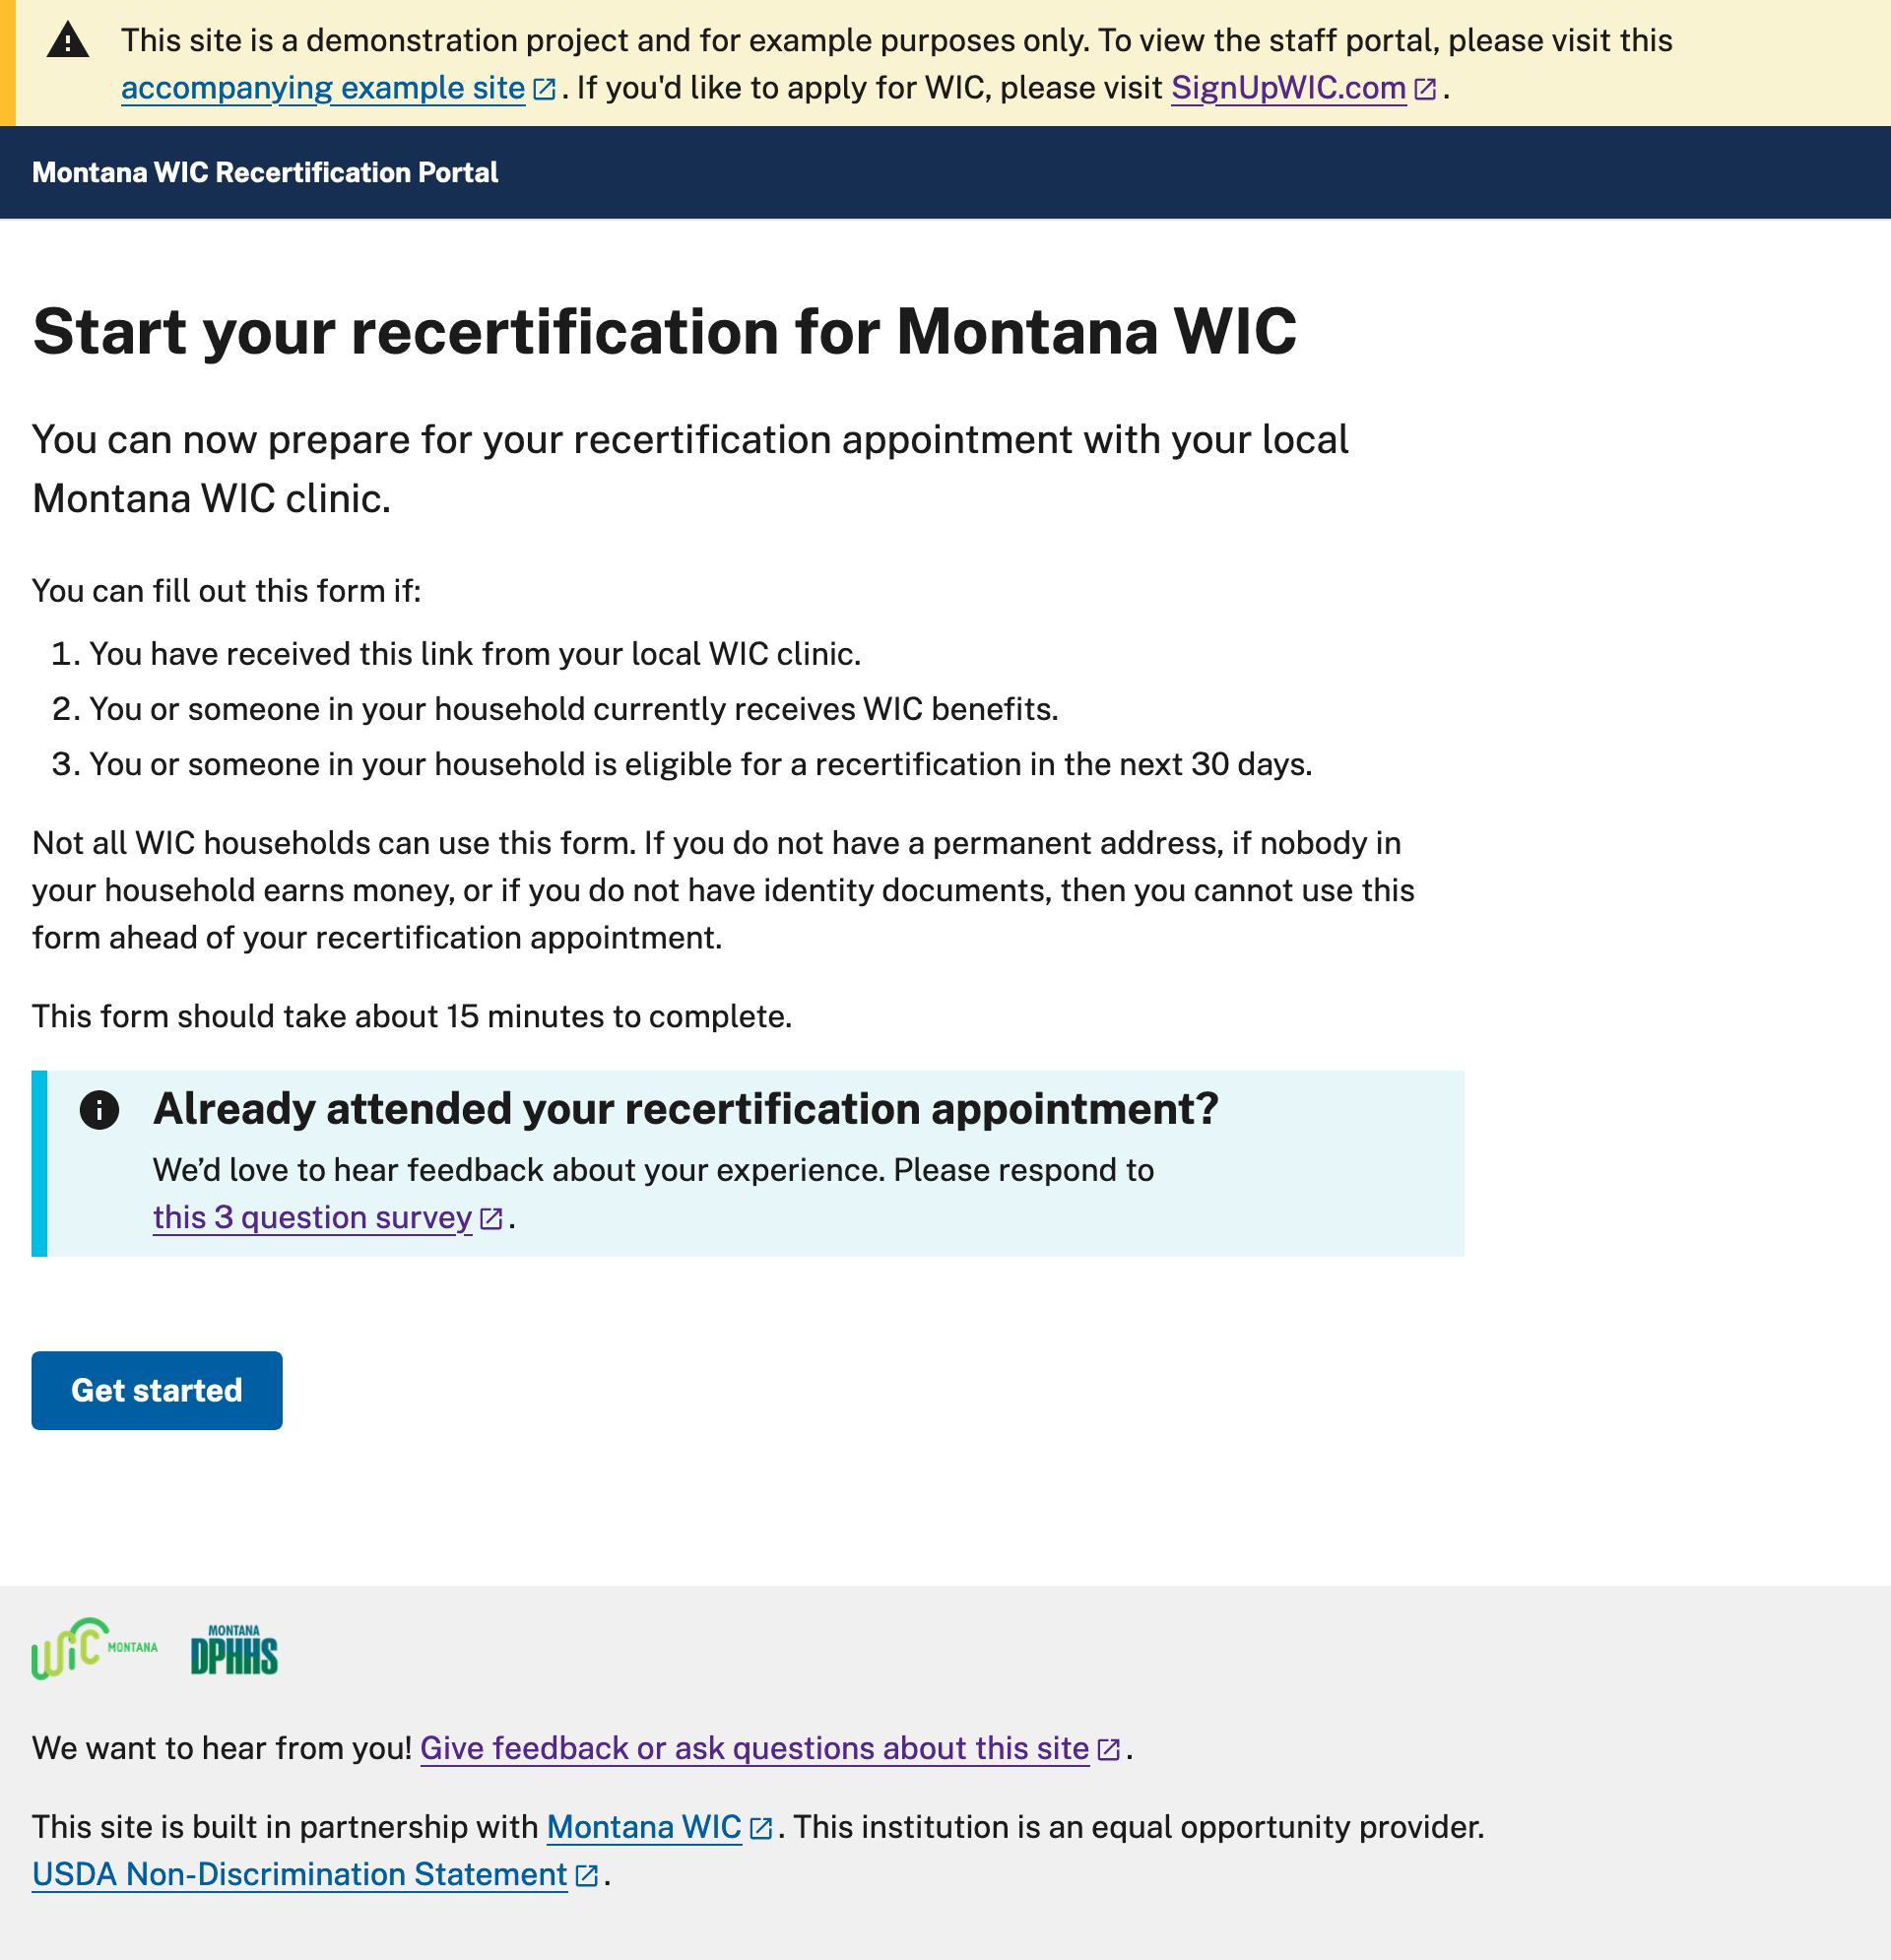 This site is a demonstration project and for example purposes only. To view the staff portal, please visit this
accompanying example site. If you'd like to apply for WIC, please visit SignUpWIC.com.
Montana WIC Recertification Portal
Start your recertification for Montana WIC
You can now prepare for your recertification appointment with your local
Montana WIC clinic.
You can fill out this form if:
1. You have received this link from your local WIC clinic.
2. You or someone in your household currently receives WIC benefits.
3. You or someone in your household is eligible for a recertification in the next 30 days.
Not all WIC households can use this form. If you do not have a permanent address, if nobody in
your household earns money, or if you do not have identity documents, then you cannot use this
form ahead of your recertification appointment.
This form should take about 15 minutes to complete.
Already attended your recertification appointment?
We’d love to hear feedback about your experience. Please respond to
this 3 question survey.
Get started
WIC MONTANA
MONTANA
DPHHS
We want to hear from you! Give feedback or ask questions about this site.
This site is built in partnership with Montana WIC. This institution is an equal opportunity provider.
USDA Non-Discrimination Statement.